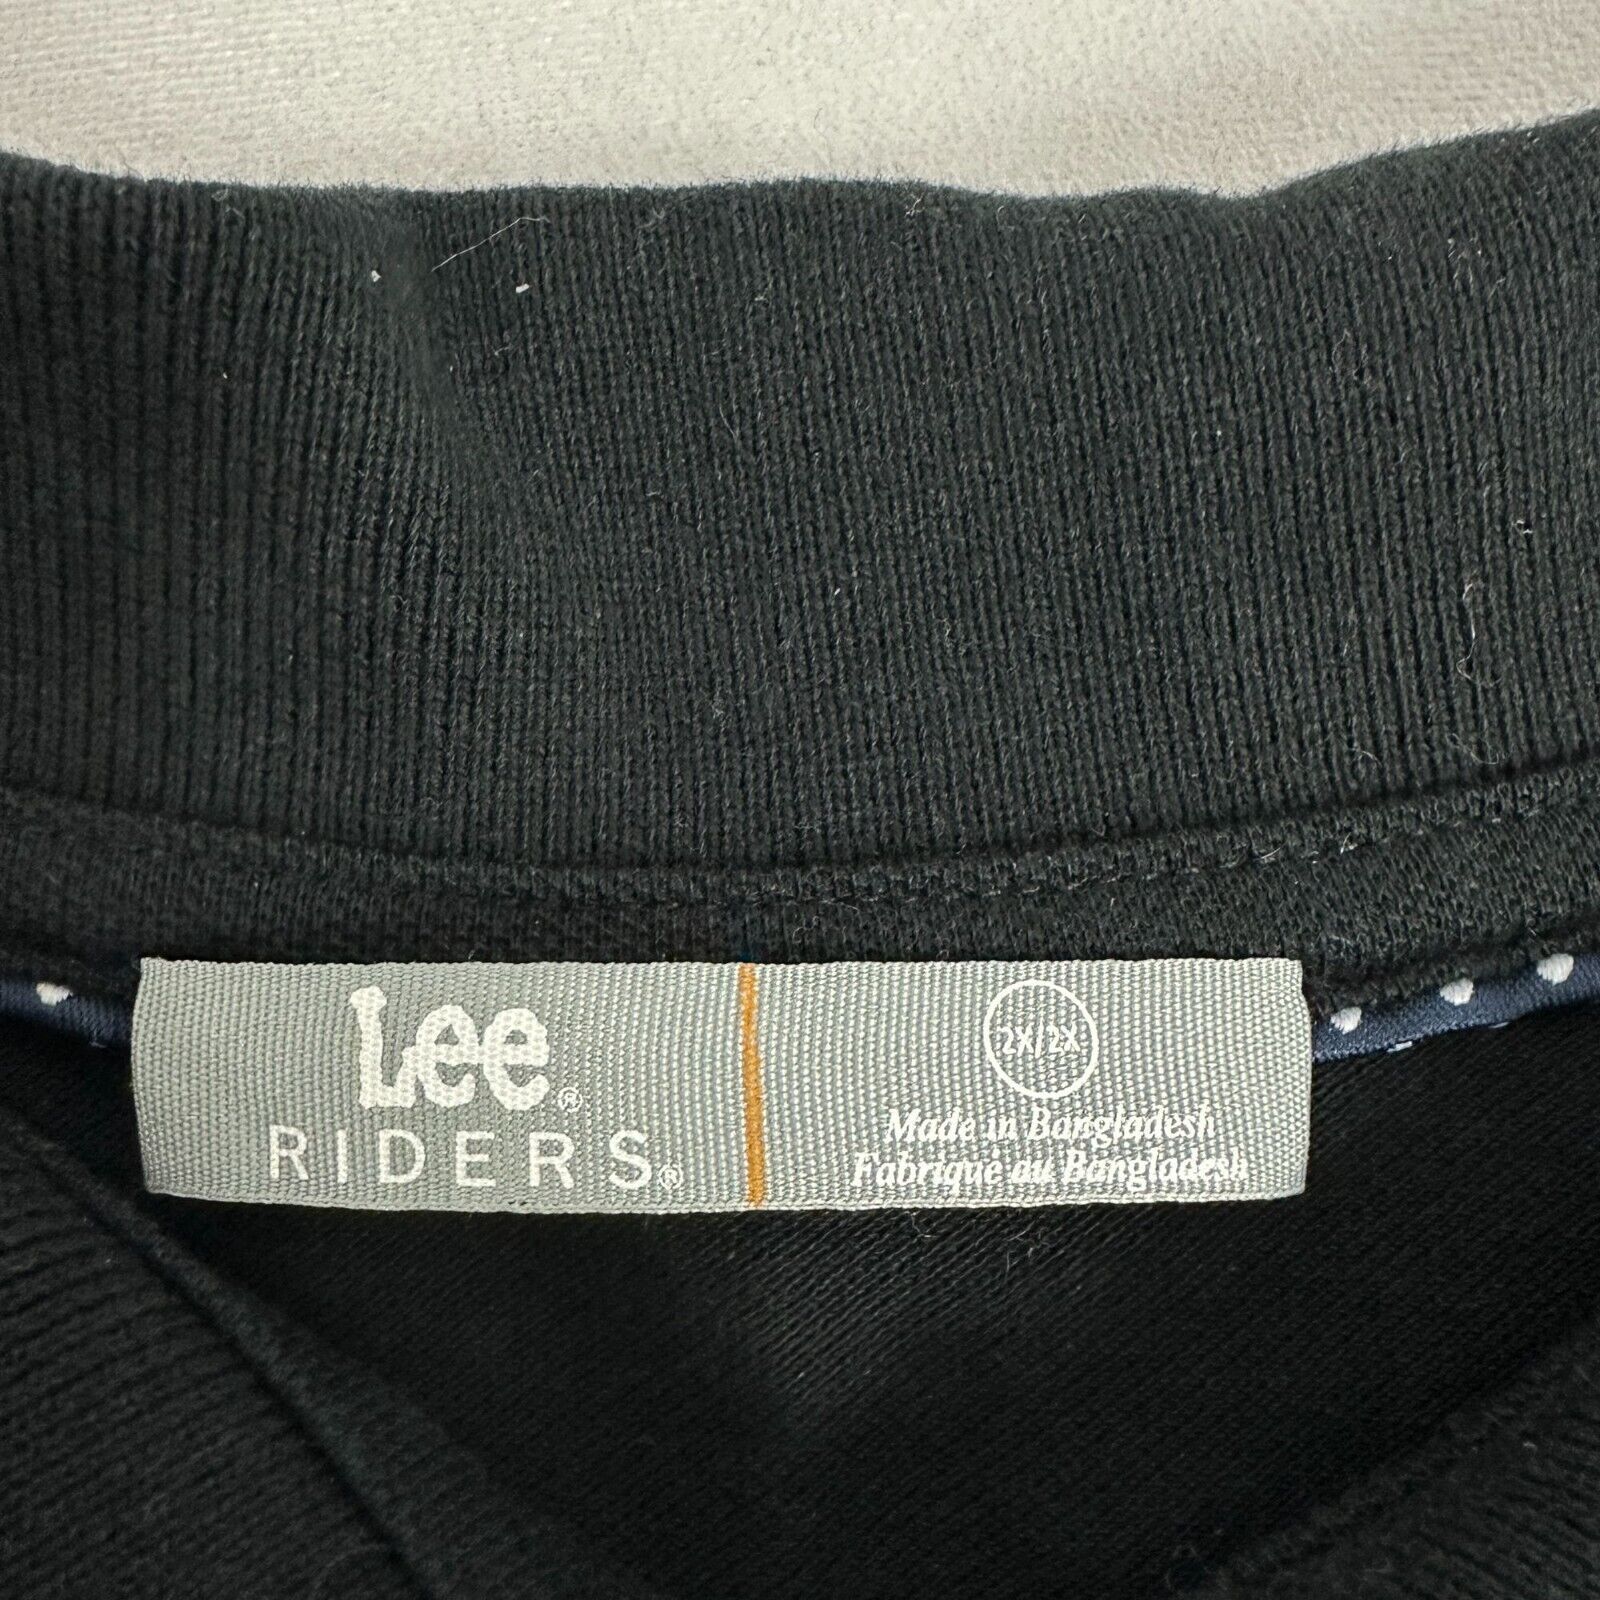 Lee®
RIDERS®
2X/2X
Made in Bangladesh
Fabriqué au Bangladesh